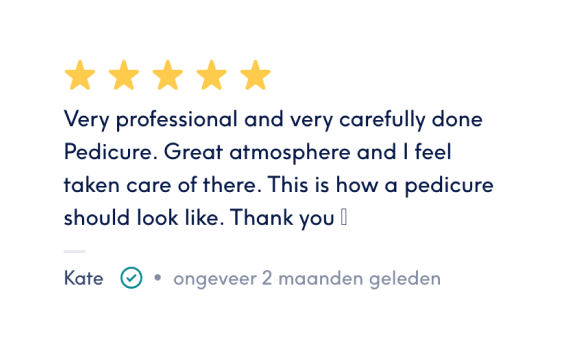 Very professional and very carefully done
Pedicure. Great atmosphere and I feel
taken care of there. This is how a pedicure
should look like. Thank you
Kate • ongeveer 2 maanden geleden